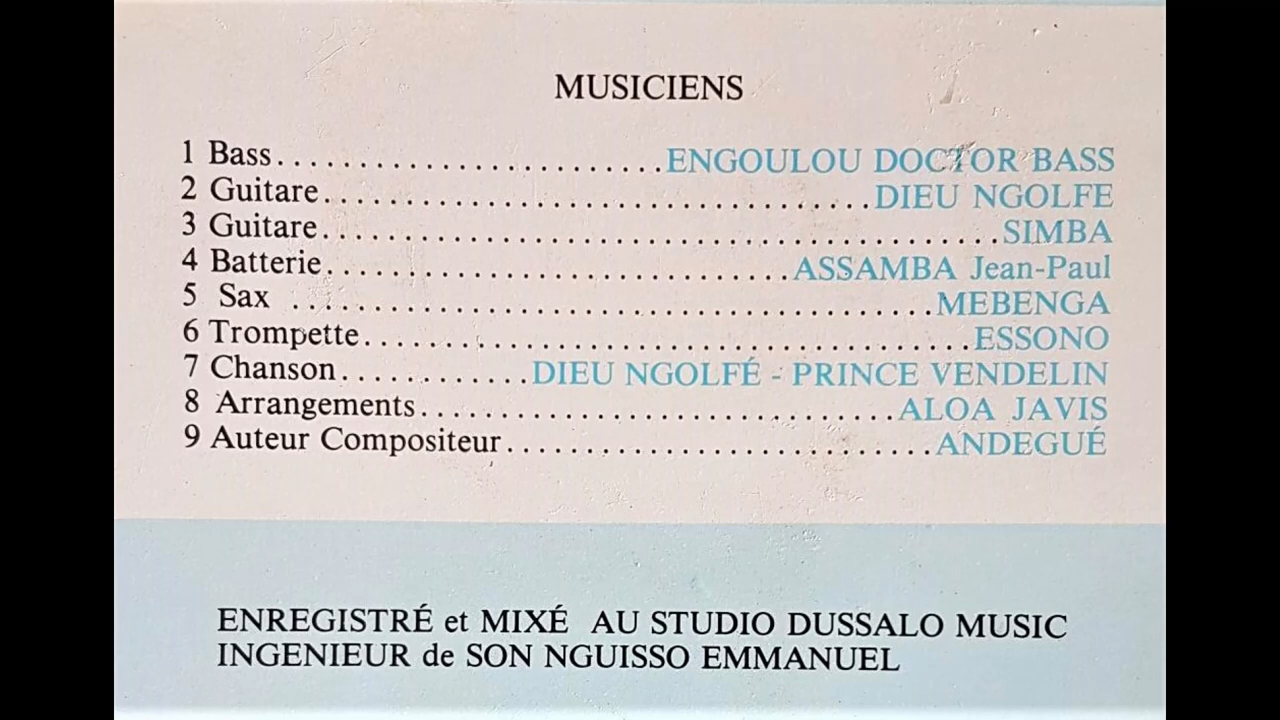 MUSICIENS
1 Bass.......................ENGOULOU DOCTOR BASS
2 Guitare.................................DIEU NGOLFE
3 Guitare.........................................SIMBA
4 Batterie............................ASSAMBA Jean-Paul
5 Sax .......................................MEBENGA
6 Trompette.....................................ESSONO
7 Chanson............DIEU NGOLFÉ - PRINCE VENDELIN
8 Arrangements.............................ALOA JAVIS
9 Auteur Compositeur..........................ANDEGUÉ
ENREGISTRÉ et MIXÉ AU STUDIO DUSSALO MUSIC
INGENIEUR de SON NGUISSO EMMANUEL